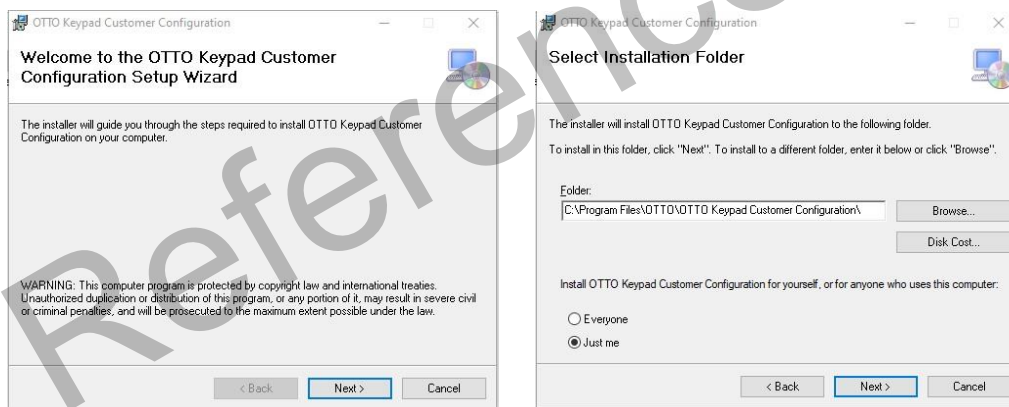 OTTO Keypad Customer Configuration
Welcome to the OTTO Keypad Customer
Configuration Setup Wizard
The installer will guide you through the steps required to install OTTO Keypad Customer
Configuration on your computer.
WARNING: This computer program is protected by copyright law and international treaties.
Unauthorized duplication or distribution of this program, or any portion of it, may result in severe civil
or criminal penalties, and will be prosecuted to the maximum extent possible under the law.
< Back
Next >
Cancel
OTTO Keypad Customer Configuration
Select Installation Folder
The installer will install OTTO Keypad Customer Configuration to the following folder.
To install in this folder, click "Next". To install to a different folder, enter it below or click "Browse".
Folder:
C:\Program Files\OTTO\OTTO Keypad Customer Configuration\
Browse...
Disk Cost...
Install OTTO Keypad Customer Configuration for yourself, or for anyone who uses this computer:
Everyone
Just me
< Back
Next >
Cancel
Reference